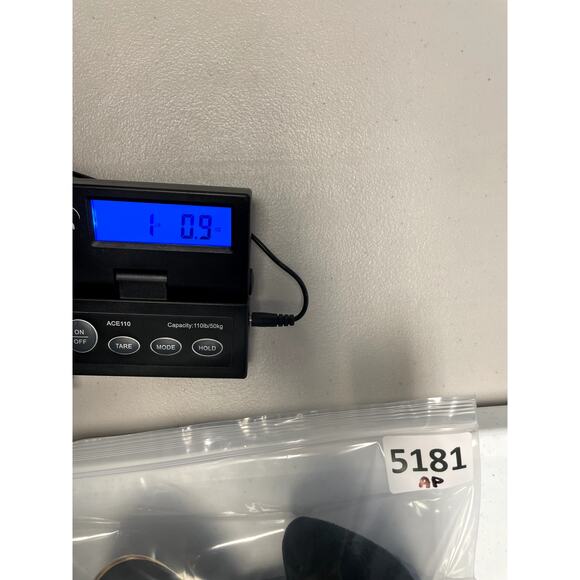 1 0.9
ACE110
Capacity:110lb/50kg
ON
OFF
TARE
MODE
HOLD
5181
AP